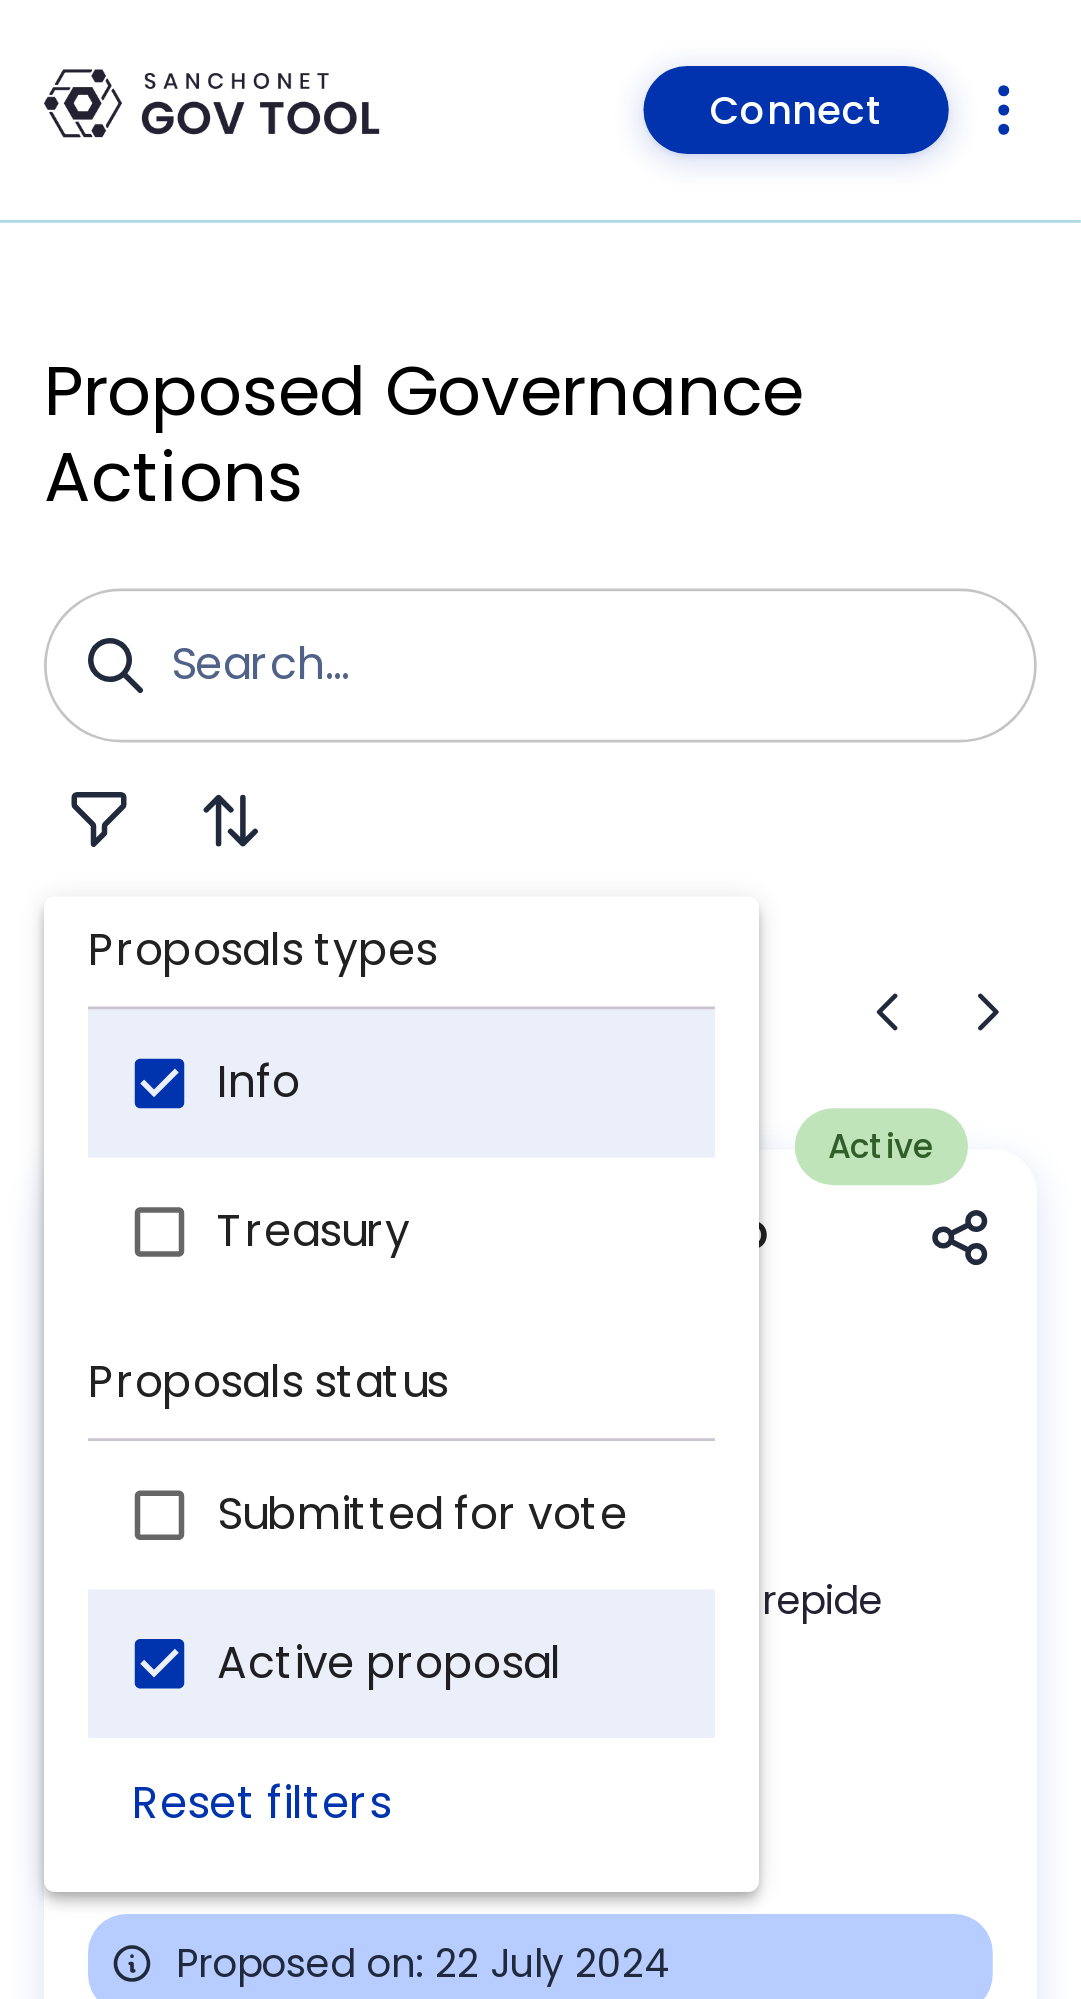 SANCHONET
GOV TOOL
Connect
Proposed Governance
Actions
Search...
Proposals types
Info
Active
Treasury
Proposals status
Submitted for vote
repide
Active proposal
Reset filters
Proposed on: 22 July 2024